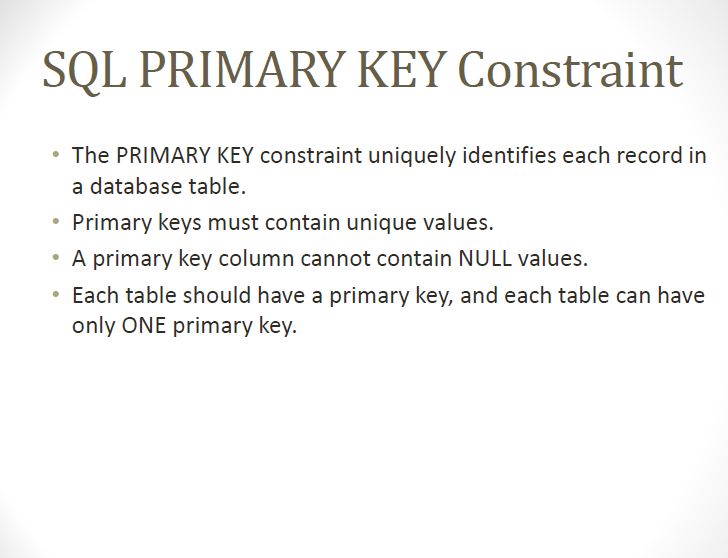 SQL PRIMARY KEY Constraint
• The PRIMARY KEY constraint uniquely identifies each record in
a database table.
• Primary keys must contain unique values.
• A primary key column cannot contain NULL values.
• Each table should have a primary key, and each table can have
only ONE primary key.